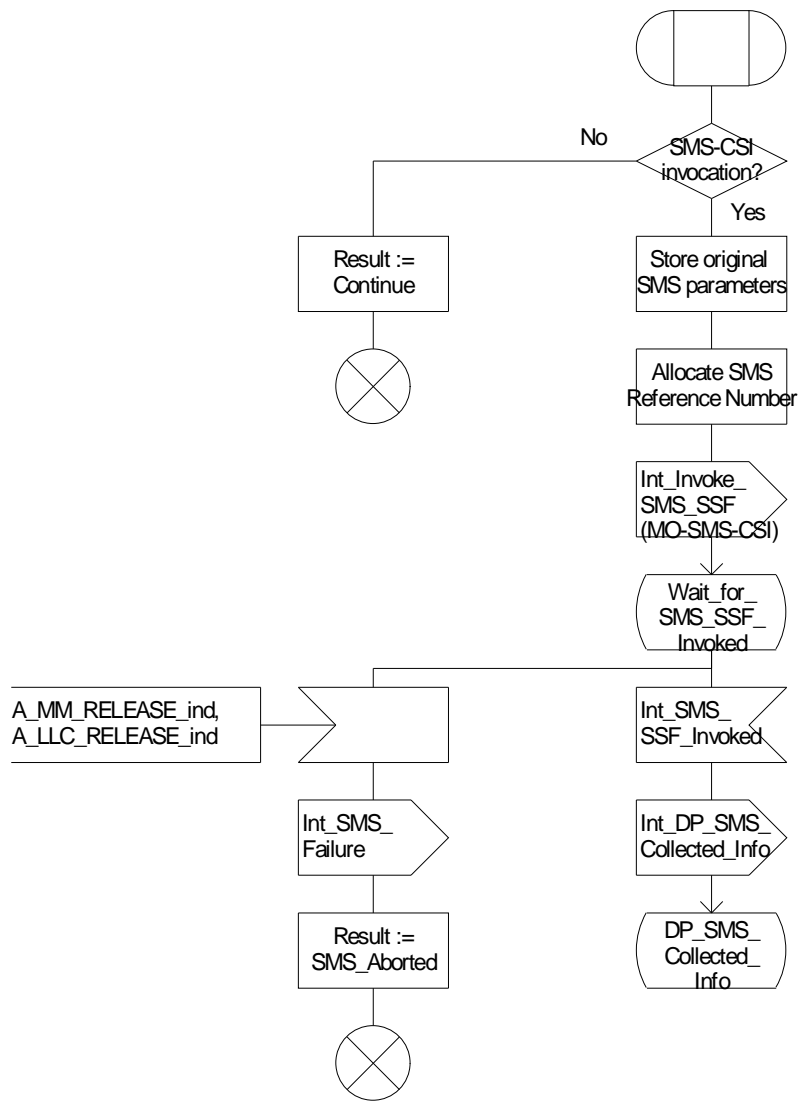 No
SMS-CSI
invocation?
Yes
Result :=
Continue
Store original
SMS parameters
Allocate SMS
Reference Number
Int_Invoke_
SMS_SSF
(MO-SMS-CSI)
Wait_for_
SMS_SSF_
Invoked
A_MM_RELEASE_ind,
A_LLC_RELEASE_ind
Int_SMS_
SSF_Invoked
Int_SMS_
Failure
Int_DP_SMS_
Collected_Info
Result :=
SMS_Aborted
DP_SMS_
Collected_
Info